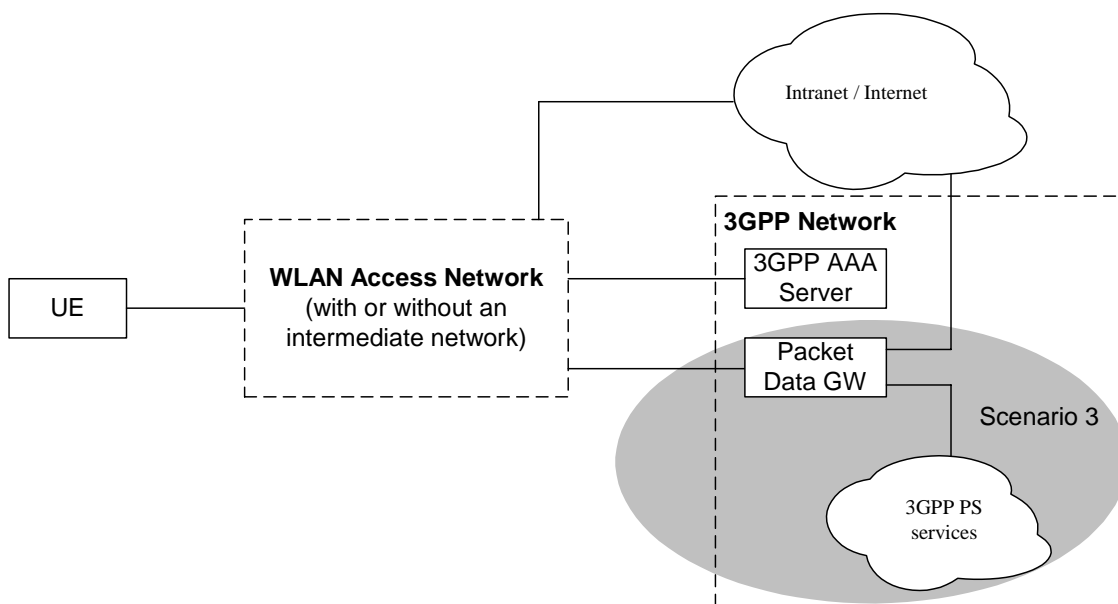 Intranet / Internet
3GPP Network
3GPP AAA
Server
WLAN Access Network
(with or without an
intermediate network)
UE
Packet
Data GW
Scenario 3
3GPP PS
services